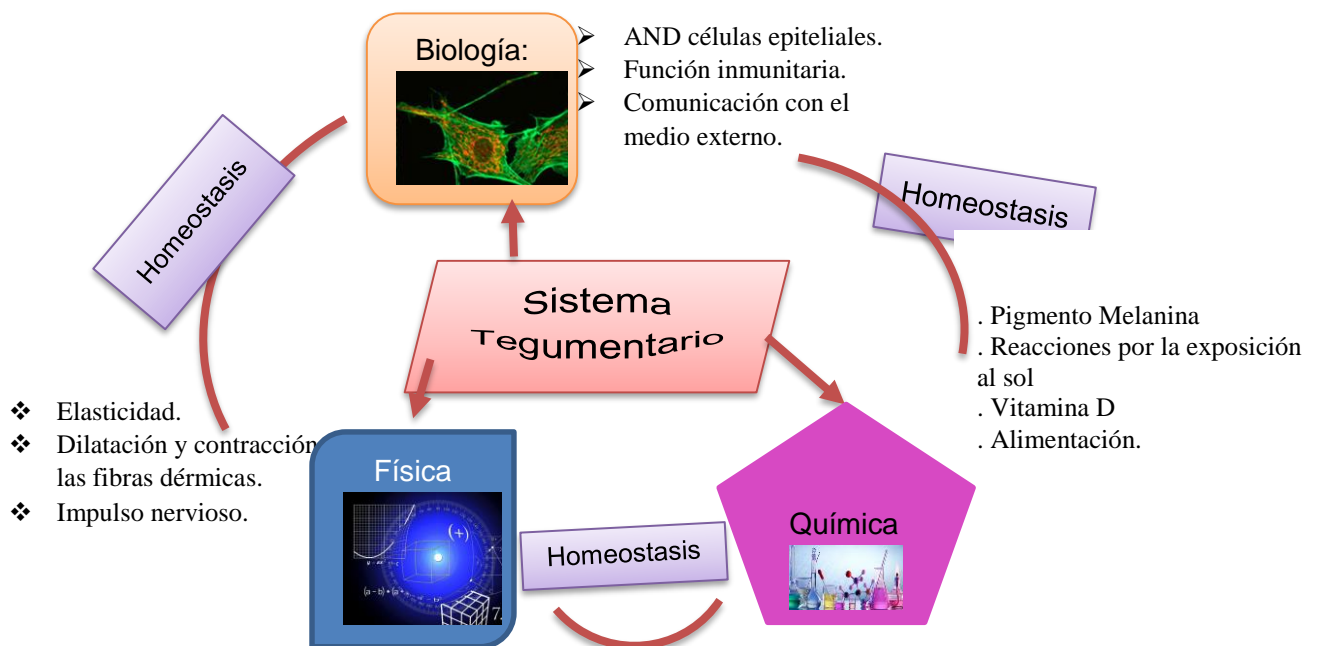 Biología:
AND células epiteliales.
Función inmunitaria.
Comunicación con el
medio externo.
Homeostasis
Homeostasis
Sistema
Tegumentario
. Pigmento Melanina
. Reacciones por la exposición
al sol
. Vitamina D
. Alimentación.
Elasticidad.
Dilatación y contracción
las fibras dérmicas.
Impulso nervioso.
Física
(+)
7.
Homeostasis
Química